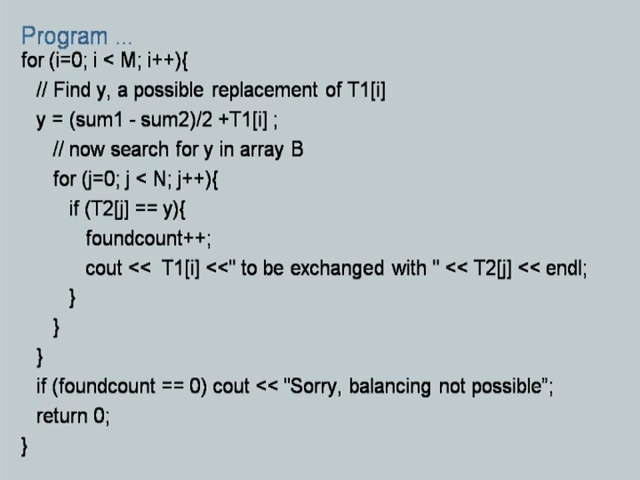 Program ...
for (i=0; i < M; i++){
// Find y, a possible replacement of T1[i]
y = (sum1 - sum2)/2 +T1[i] ;
// now search for y in array B
for (j=0; j < N; j++){
if (T2[j] == y){
foundcount++;
cout << T1[i] <<" to be exchanged with " << T2[j] << endl;
}
}
}
if (foundcount == 0) cout << "Sorry, balancing not possible”;
return 0;
}